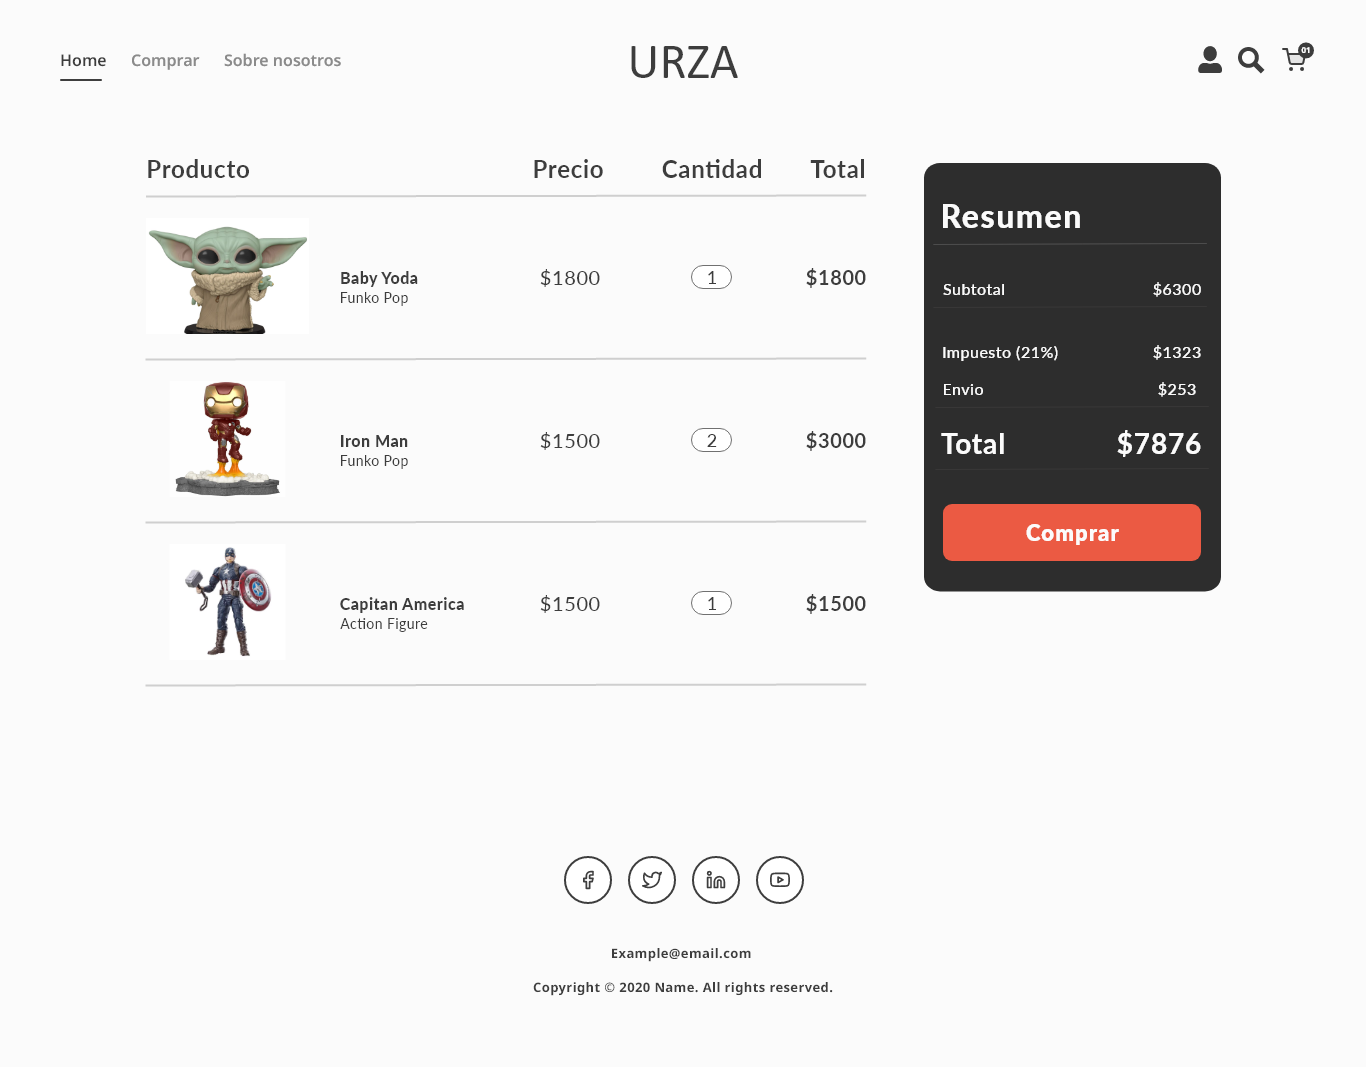 Home Comprar Sobre nosotros
URZA
01
Producto Precio Cantidad Total
Baby Yoda
Funko Pop
$1800 1 $1800
Iron Man
Funko Pop
$1500 2 $3000
Capitan America
Action Figure
$1500 1 $1500
Resumen
Subtotal $6300
Impuesto (21%) $1323
Envio $253
Total $7876
Comprar
Example@email.com
Copyright © 2020 Name. All rights reserved.